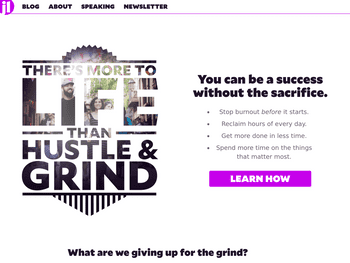 BLOG ABOUT SPEAKING NEWSLETTER
THERE'S MORE TO
LIFE
THAN
HUSTLE &
GRIND
You can be a success
without the sacrifice.
• Stop burnout before it starts.
• Reclaim hours of every day.
• Get more done in less time.
• Spend more time on the things
that matter most.
LEARN HOW
What are we giving up for the grind?